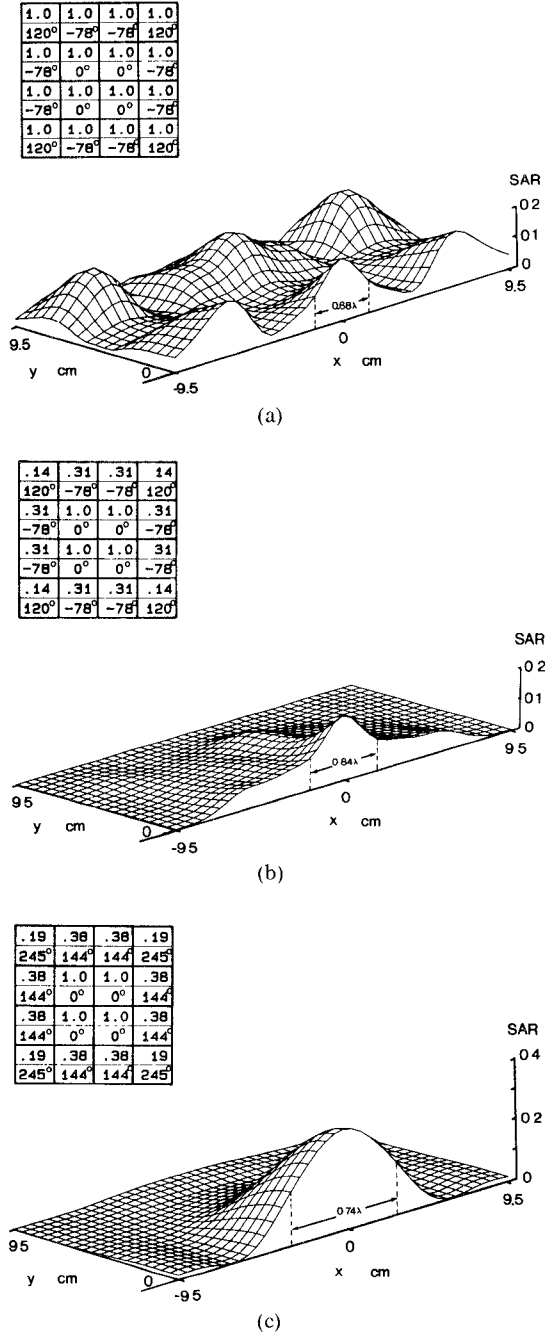 1.0 1.0 1.0 1.0
120° -78° -78° 120°
1.0 1.0 1.0 1.0
-78° 0° 0° -78°
1.0 1.0 1.0 1.0
-78° 0° 0° -78°
1.0 1.0 1.0 1.0
120° -78° -78° 120°
SAR
0.2
0.1
0
9.5
0.68λ
0
x cm
9.5
y cm
0
-9.5
(a)
.14 .31 .31 14
120° -78° -78° 120°
.31 1.0 1.0 .31
-78° 0° 0° -78°
.31 1.0 1.0 .31
-78° 0° 0° -78°
.14 .31 .31 .14
120° -78° -78° 120°
SAR
0 2
0 1
0
9 5
0 84λ
0
x cm
9 5
y cm
0
-9 5
(b)
.19 .38 .38 .19
245° 144° 144° 245°
.38 1.0 1.0 .38
144° 0° 0° 144°
.38 1.0 1.0 .38
144° 0° 0° 144°
.19 .38 .38 19
245° 144° 144° 245°
SAR
0 4
0 2
0
9.5
0.74λ
0
x cm
9 5
y cm
0
-9 5
(c)